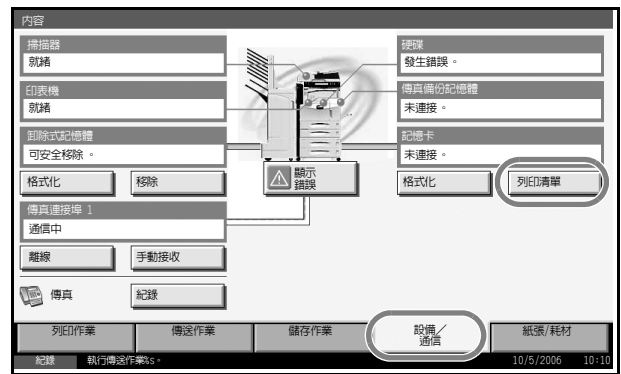 內容
掃描器
就緒
印表機
就緒
卸除式記憶體
可安全移除。
格式化
移除
傳真連接埠 1
通信中
離線
手動接收
傳真
紀錄
顯示
錯誤
硬碟
發生錯誤。
傳真備份記憶體
未連接。
記憶卡
未連接。
格式化
列印清單
列印作業
傳送作業
儲存作業
設備/
通信
紙張/耗材
紀錄
執行傳送作業%s。
10/5/2006 10:10